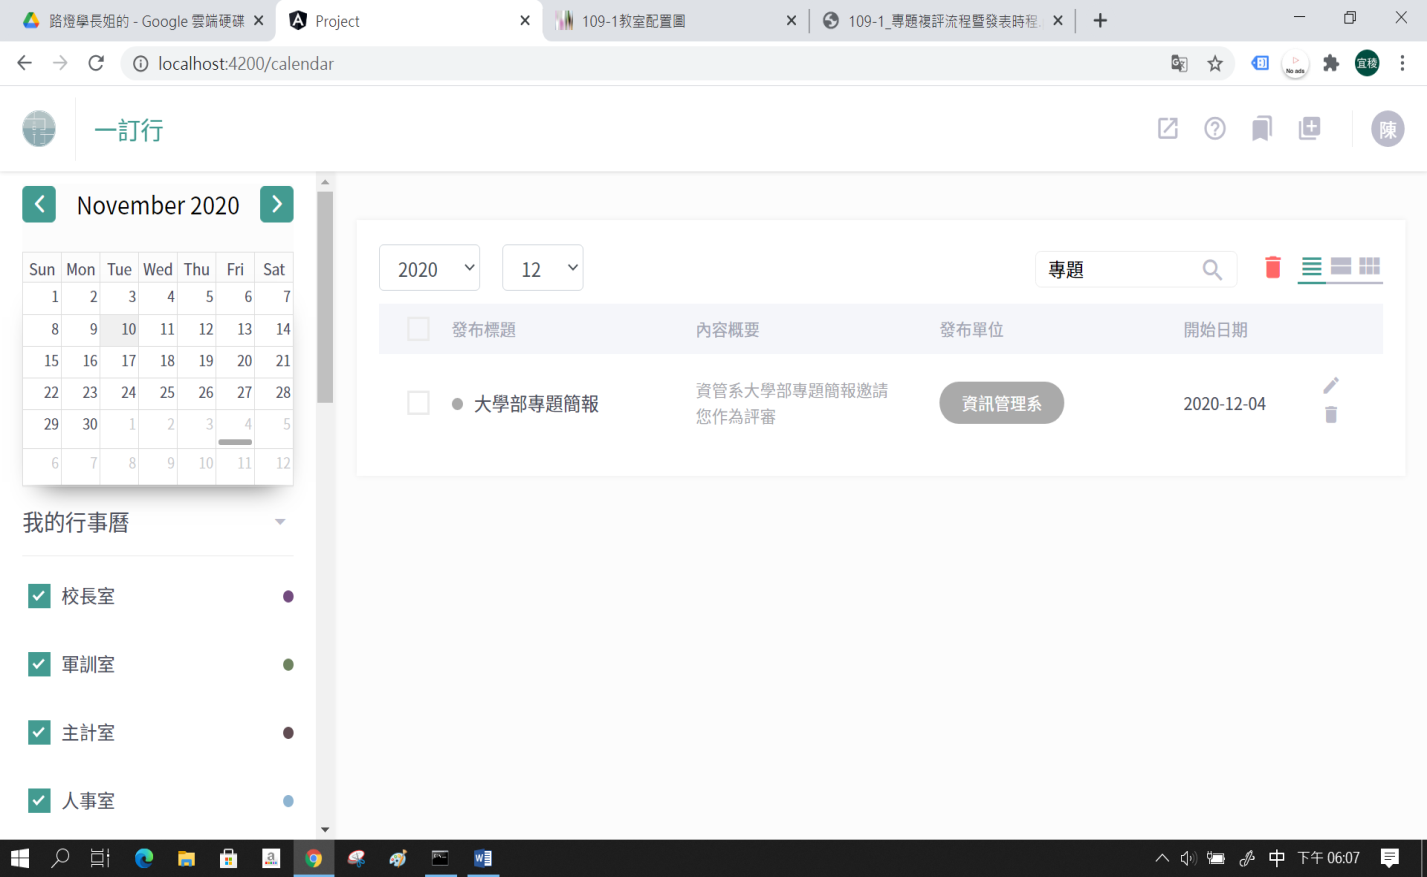 路燈學長姐的 - Google 雲端硬碟
Project
109-1教室配置圖
109-1_專題複評流程暨發表時程
localhost:4200/calendar
No ads
宜稜
一訂行
陳
November 2020
Sun Mon Tue Wed Thu Fri Sat
1 2 3 4 5 6 7
8 9 10 11 12 13 14
15 16 17 18 19 20 21
22 23 24 25 26 27 28
29 30 1 2 3 4 5
6 7 8 9 10 11 12
我的行事曆
校長室
軍訓室
主計室
人事室
2020 12 專題
發布標題 內容概要 發布單位 開始日期
大學部專題簡報 資管系大學部專題簡報邀請
您作為評審
資訊管理系 2020-12-04
中 下午 06:07